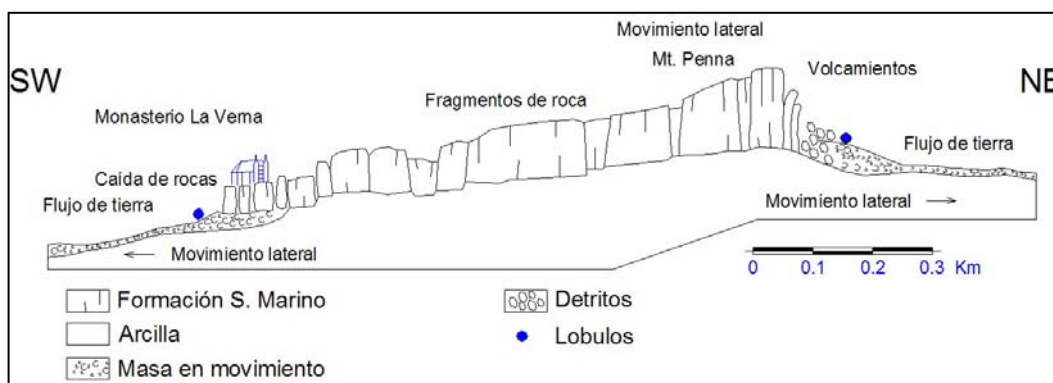 Movimiento lateral
SW
Mt. Penna
Volcamientos
NE
Fragmentos de roca
Monasterio La Vema
Caída de rocas
Flujo de tierra
Flujo de tierra
Movimiento lateral
Movimiento lateral
0 0.1 0.2 0.3 Km
Formación S. Marino
Detritos
Arcilla
Lobulos
Masa en movimiento